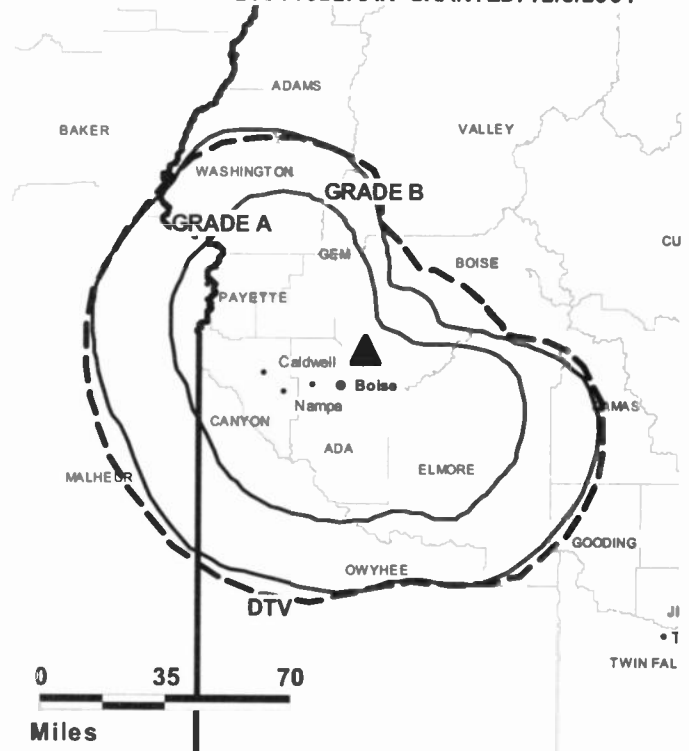 ADAMS
BAKER
VALLEY
WASHINGTON
GRADE B
GRADE A
CU
GEM
BOISE
PAYETTE
Caldwell
Boise
Nampa
AMAS
CANYON
ADA
ELMORE
MALHEUR
GOODING
OWYHEE
DTV
JI
T
TWIN FAL
0 35 70
Miles